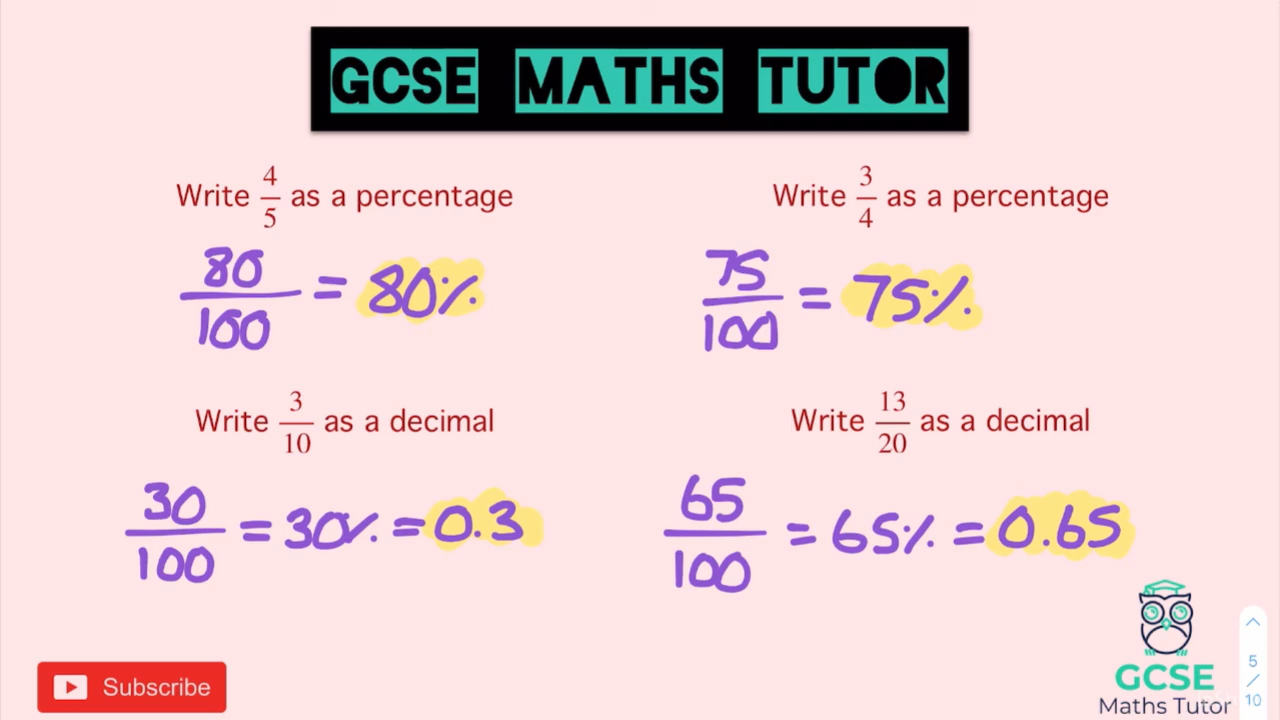 GCSE MATHS TUTOR
Write 4/5 as a percentage
80/100 = 80%
Write 3/4 as a percentage
75/100 = 75%
Write 3/10 as a decimal
30/100 = 30% = 0.3
Write 13/20 as a decimal
65/100 = 65% = 0.65
Subscribe
GCSE
Maths Tutor
5
/
10